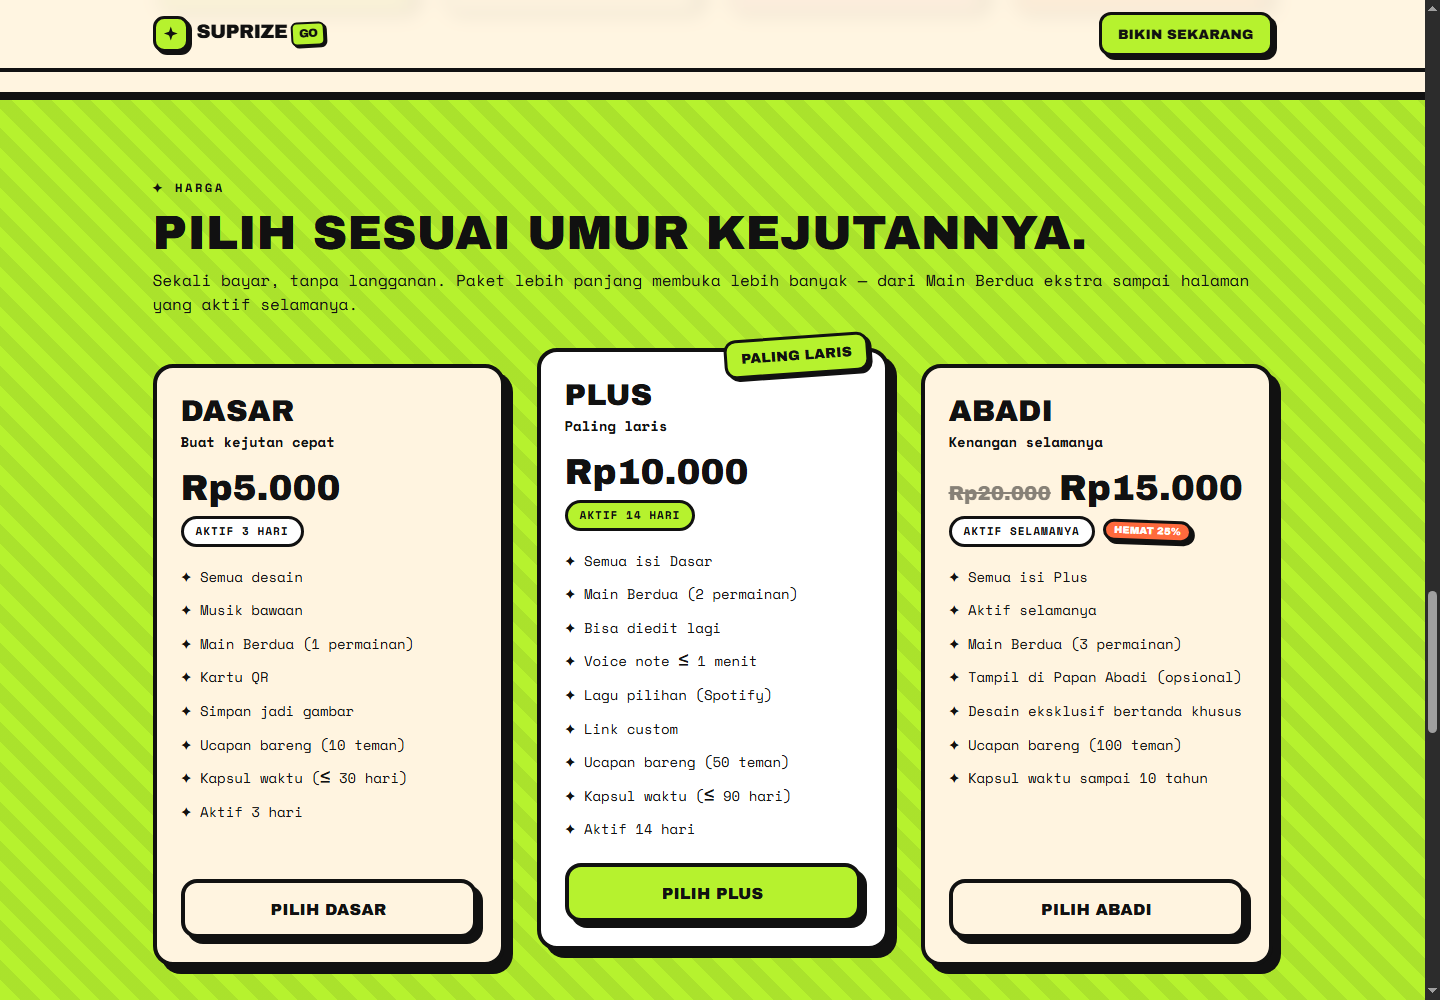 SUPRIZE GO
BIKIN SEKARANG
✦ HARGA
PILIH SESUAI UMUR KEJUTANNYA.
Sekali bayar, tanpa langganan. Paket lebih panjang membuka lebih banyak — dari Main Berdua ekstra sampai halaman
yang aktif selamanya.
DASAR
Buat kejutan cepat
Rp5.000
AKTIF 3 HARI
✦ Semua desain
✦ Musik bawaan
✦ Main Berdua (1 permainan)
✦ Kartu QR
✦ Simpan jadi gambar
✦ Ucapan bareng (10 teman)
✦ Kapsul waktu (≤ 30 hari)
✦ Aktif 3 hari
PILIH DASAR
PALING LARIS
PLUS
Paling laris
Rp10.000
AKTIF 14 HARI
✦ Semua isi Dasar
✦ Main Berdua (2 permainan)
✦ Bisa diedit lagi
✦ Voice note ≤ 1 menit
✦ Lagu pilihan (Spotify)
✦ Link custom
✦ Ucapan bareng (50 teman)
✦ Kapsul waktu (≤ 90 hari)
✦ Aktif 14 hari
PILIH PLUS
ABADI
Kenangan selamanya
Rp20.000 Rp15.000
AKTIF SELAMANYA HEMAT 25%
✦ Semua isi Plus
✦ Aktif selamanya
✦ Main Berdua (3 permainan)
✦ Tampil di Papan Abadi (opsional)
✦ Desain eksklusif bertanda khusus
✦ Ucapan bareng (100 teman)
✦ Kapsul waktu sampai 10 tahun
PILIH ABADI